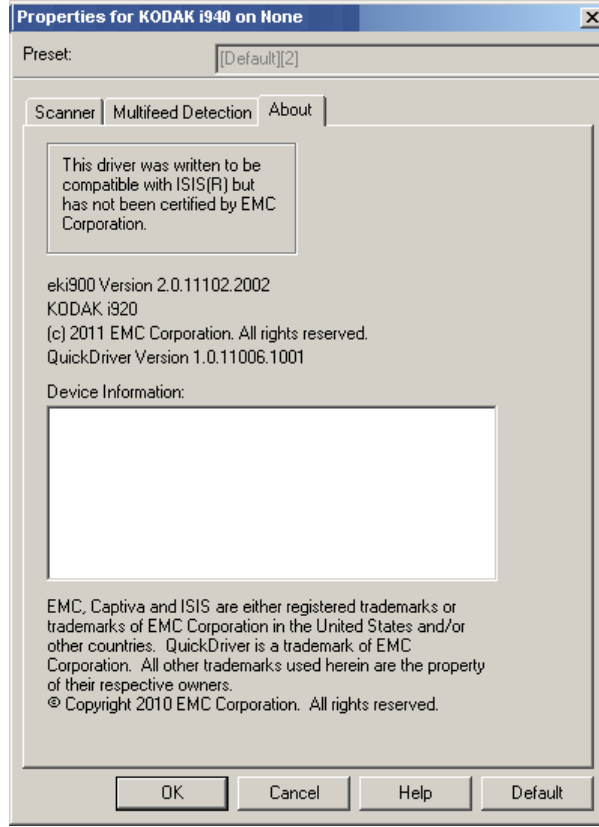 Properties for KODAK i940 on None
Preset:
[Default][2]
Scanner
Multifeed Detection
About
This driver was written to be
compatible with ISIS(R) but
has not been certified by EMC
Corporation.
eki900 Version 2.0.11102.2002
KODAK i920
(c) 2011 EMC Corporation. All rights reserved.
QuickDriver Version 1.0.11006.1001
Device Information:
EMC, Captiva and ISIS are either registered trademarks or
trademarks of EMC Corporation in the United States and/or
other countries.  QuickDriver is a trademark of EMC
Corporation.  All other trademarks used herein are the property
of their respective owners.
© Copyright 2010 EMC Corporation.  All rights reserved.
OK
Cancel
Help
Default